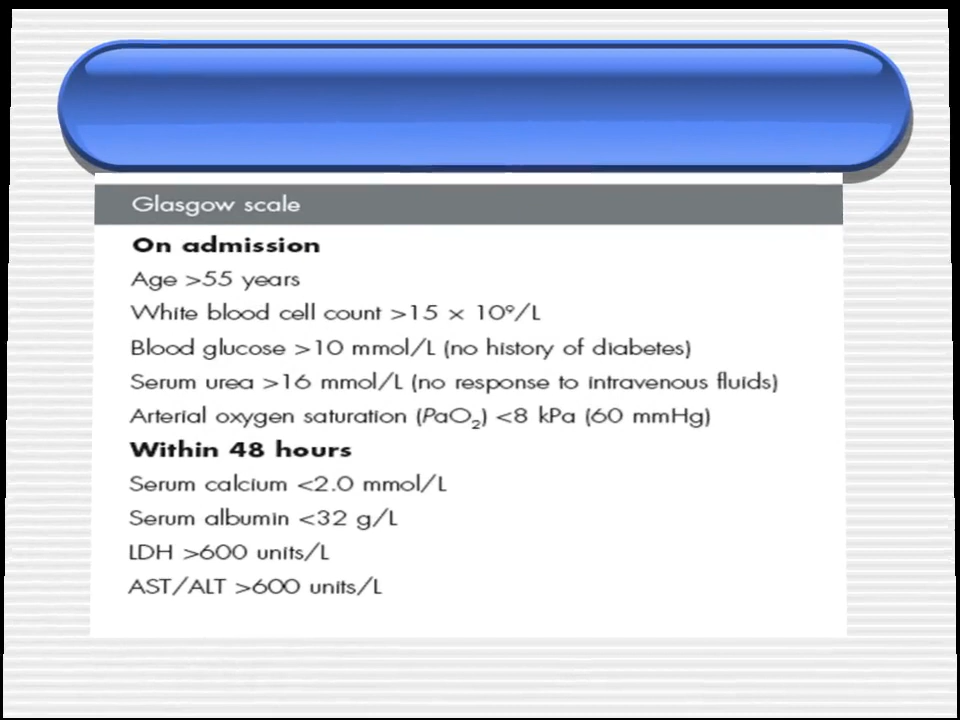 Glasgow scale
On admission
Age >55 years
White blood cell count >15 × 10⁹/L
Blood glucose >10 mmol/L (no history of diabetes)
Serum urea >16 mmol/L (no response to intravenous fluids)
Arterial oxygen saturation (PaO₂) <8 kPa (60 mmHg)
Within 48 hours
Serum calcium <2.0 mmol/L
Serum albumin <32 g/L
LDH >600 units/L
AST/ALT >600 units/L